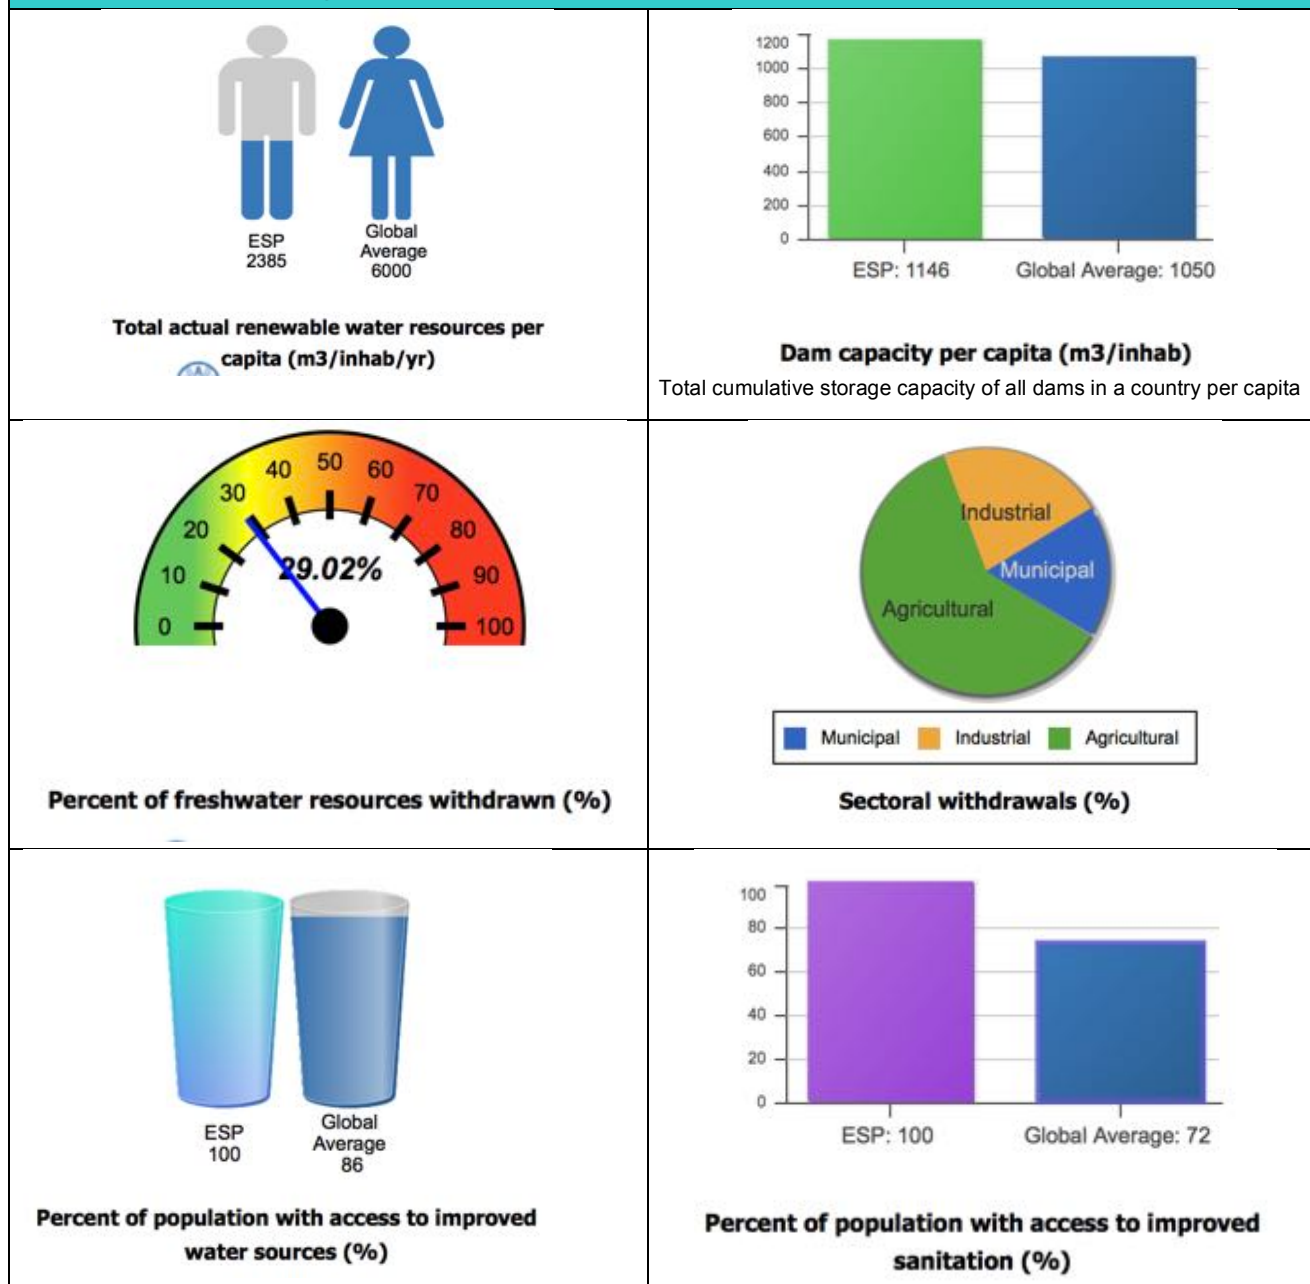 ESP
2385
Global
Average
6000
Total actual renewable water resources per
capita (m3/inhab/yr)
1200
1000
800
600
400
200
0
ESP: 1146
Global Average: 1050
Dam capacity per capita (m3/inhab)
Total cumulative storage capacity of all dams in a country per capita
0
10
20
30
40
50
60
70
80
90
100
29.02%
Percent of freshwater resources withdrawn (%)
Industrial
Municipal
Agricultural
Municipal Industrial Agricultural
Sectoral withdrawals (%)
ESP
100
Global
Average
86
Percent of population with access to improved
water sources (%)
100
80
60
40
20
0
ESP: 100
Global Average: 72
Percent of population with access to improved
sanitation (%)